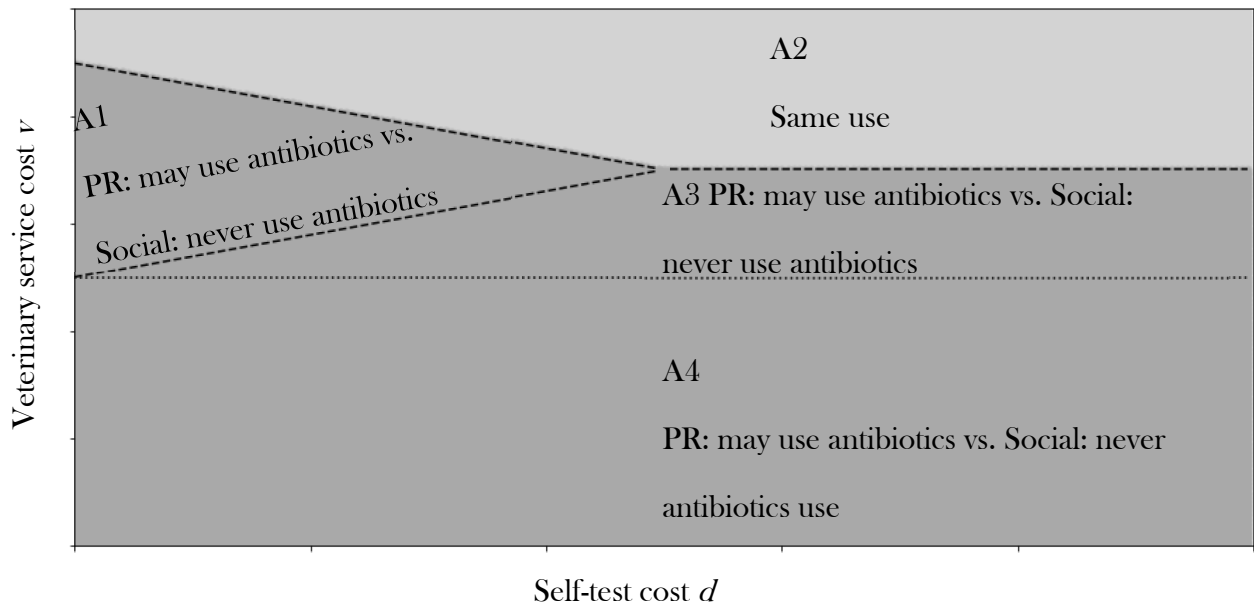 A2
Same use
A1
PR: may use antibiotics vs.
Social: never use antibiotics
A3 PR: may use antibiotics vs. Social:
never use antibiotics
A4
PR: may use antibiotics vs. Social: never
antibiotics use
Veterinary service cost v
Self-test cost d